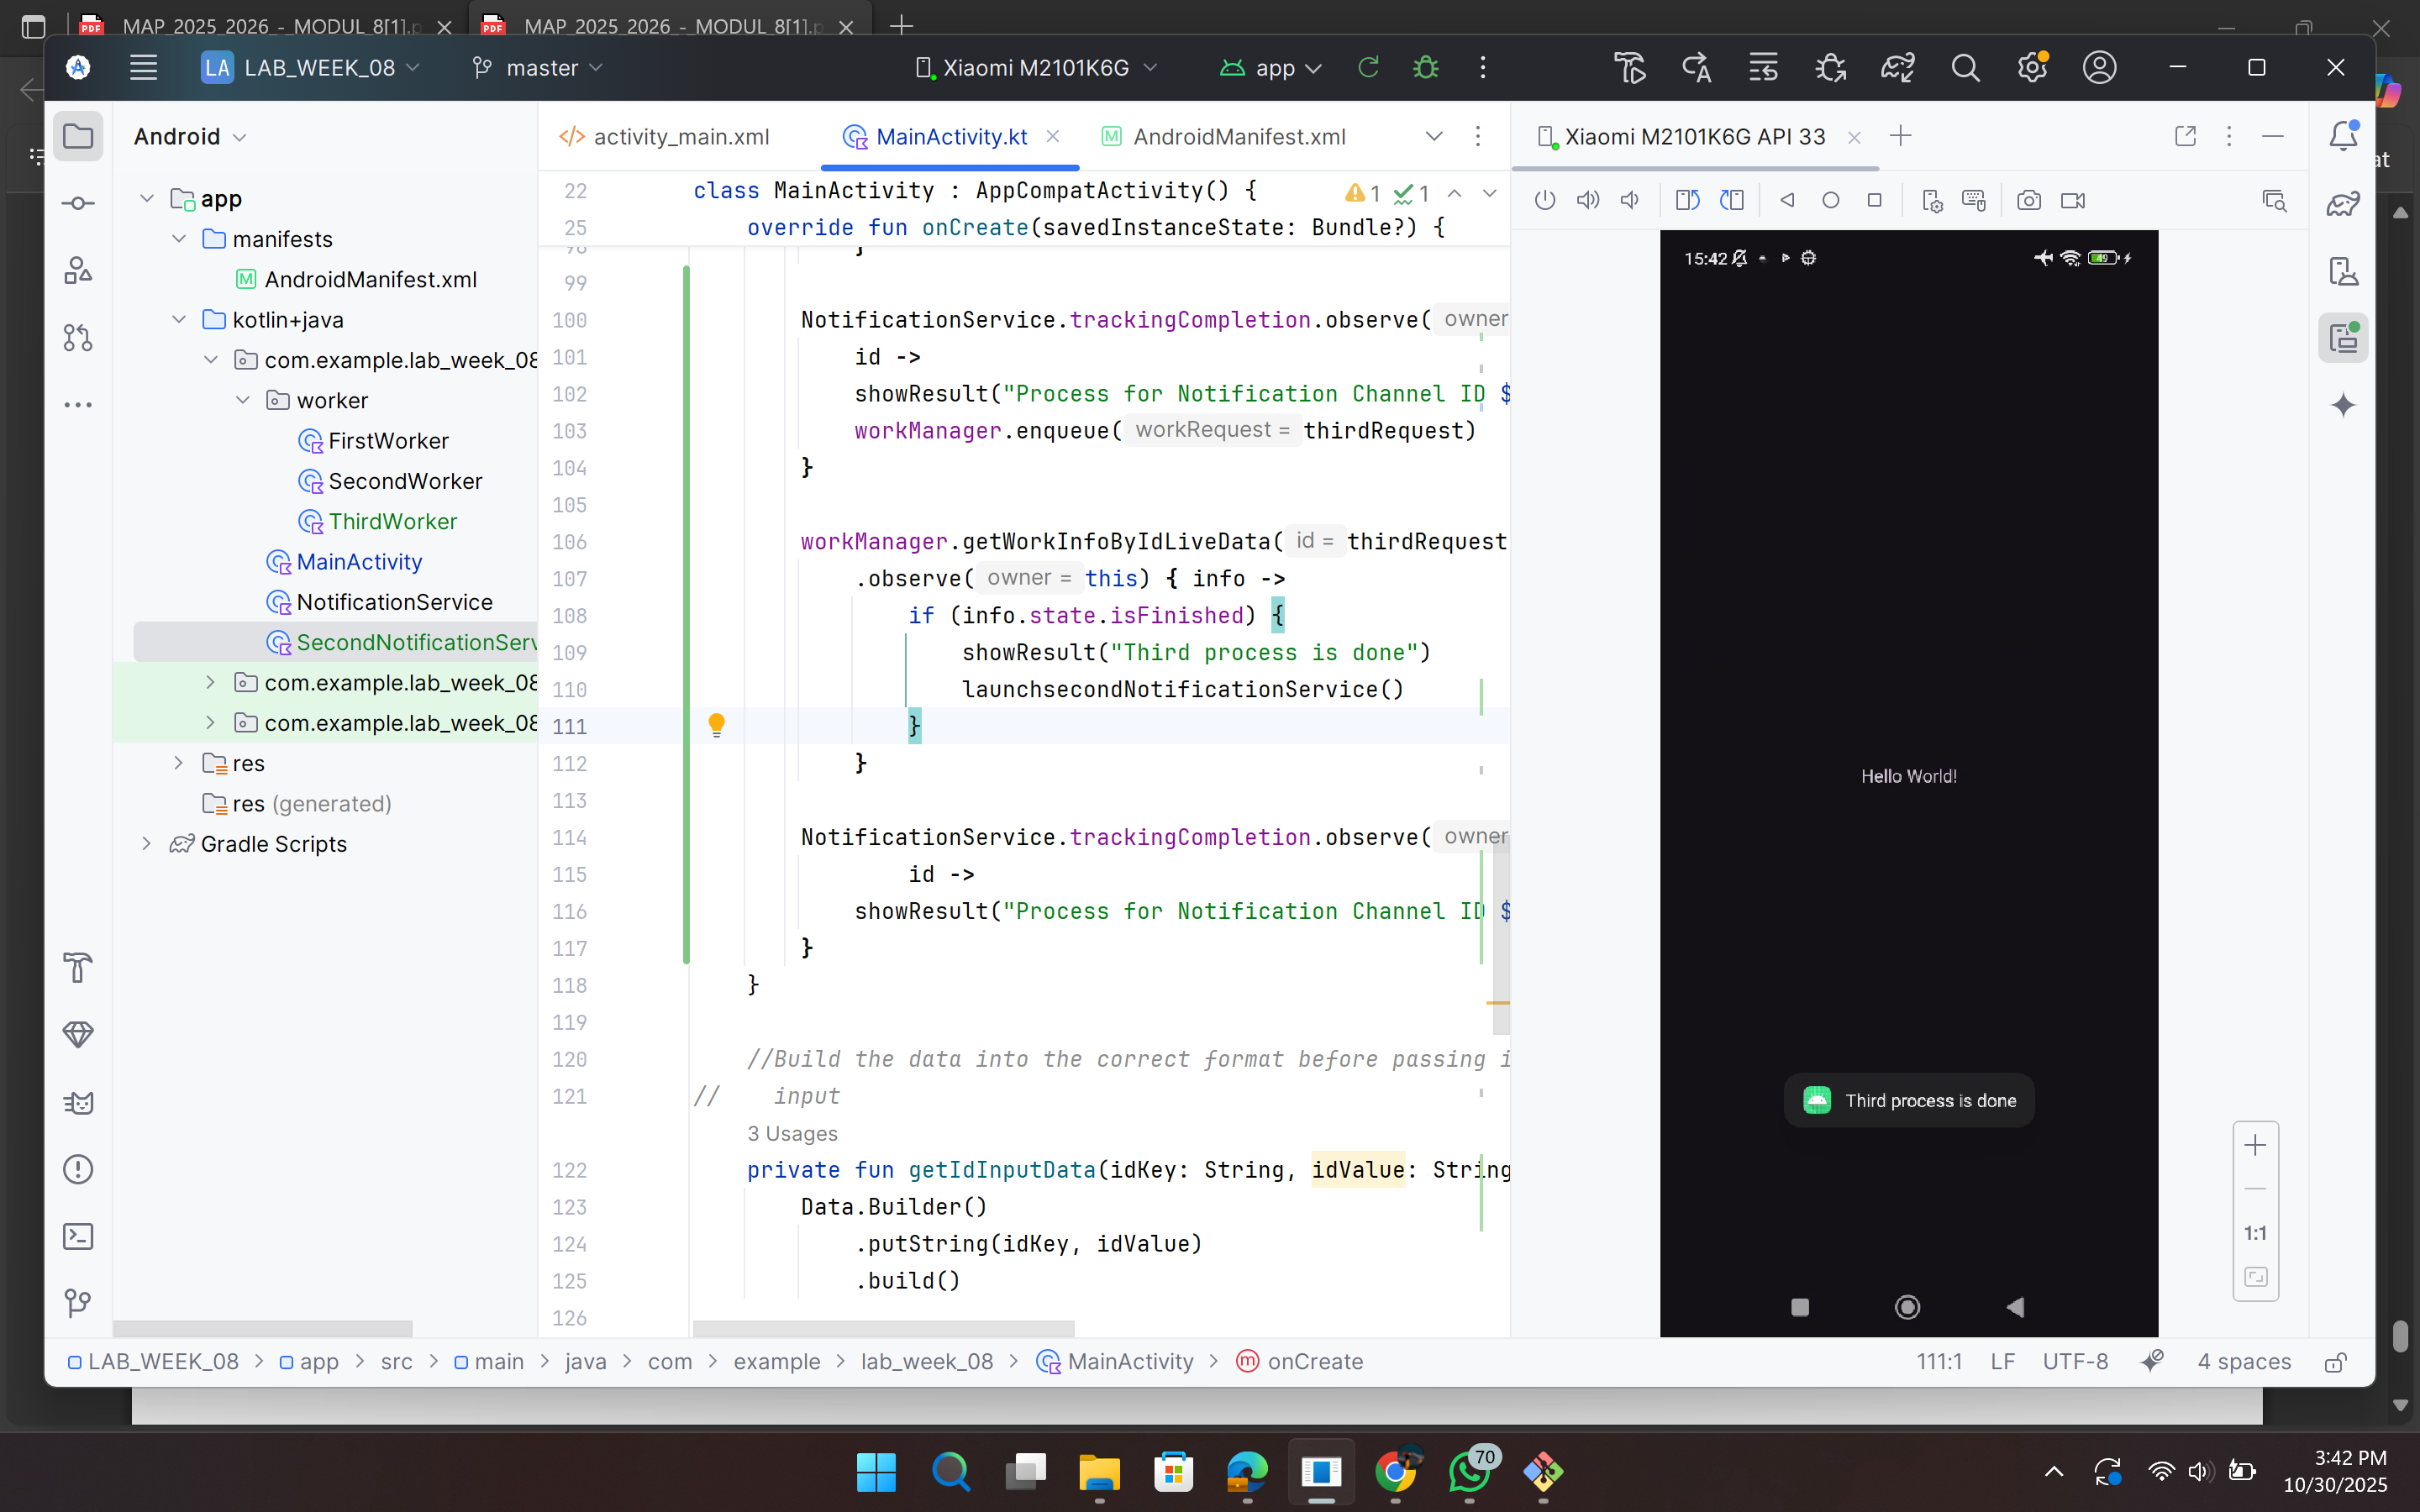 MAP_2025_2026_-_MODUL_8[1].p
MAP_2025_2026_-_MODUL_8[1].p
LA LAB_WEEK_08
master
Xiaomi M2101K6G
app
Android
activity_main.xml
MainActivity.kt
AndroidManifest.xml
Xiaomi M2101K6G API 33
at
app
manifests
AndroidManifest.xml
kotlin+java
com.example.lab_week_08
worker
FirstWorker
SecondWorker
ThirdWorker
MainActivity
NotificationService
SecondNotificationServ
com.example.lab_week_08
com.example.lab_week_08
res
res (generated)
Gradle Scripts
22 class MainActivity : AppCompatActivity() {
1 1
25 override fun onCreate(savedInstanceState: Bundle?) {
98 }
99
100 NotificationService.trackingCompletion.observe( owner
101 id ->
102 showResult("Process for Notification Channel ID $
103 workManager.enqueue( workRequest = thirdRequest)
104 }
105
106 workManager.getWorkInfoByIdLiveData( id = thirdRequest
107 .observe( owner = this) { info ->
108 if (info.state.isFinished) {
109 showResult("Third process is done")
110 launchsecondNotificationService()
111 }
112 }
113
114 NotificationService.trackingCompletion.observe( owner
115 id ->
116 showResult("Process for Notification Channel ID $
117 }
118 }
119
120 //Build the data into the correct format before passing i
121 // input
3 Usages
122 private fun getIdInputData(idKey: String, idValue: String
123 Data.Builder()
124 .putString(idKey, idValue)
125 .build()
126
15:42
49
Hello World!
Third process is done
1:1
LAB_WEEK_08 > app > src > main > java > com > example > lab_week_08 > MainActivity > onCreate
111:1 LF UTF-8 4 spaces
70
3:42 PM
10/30/2025